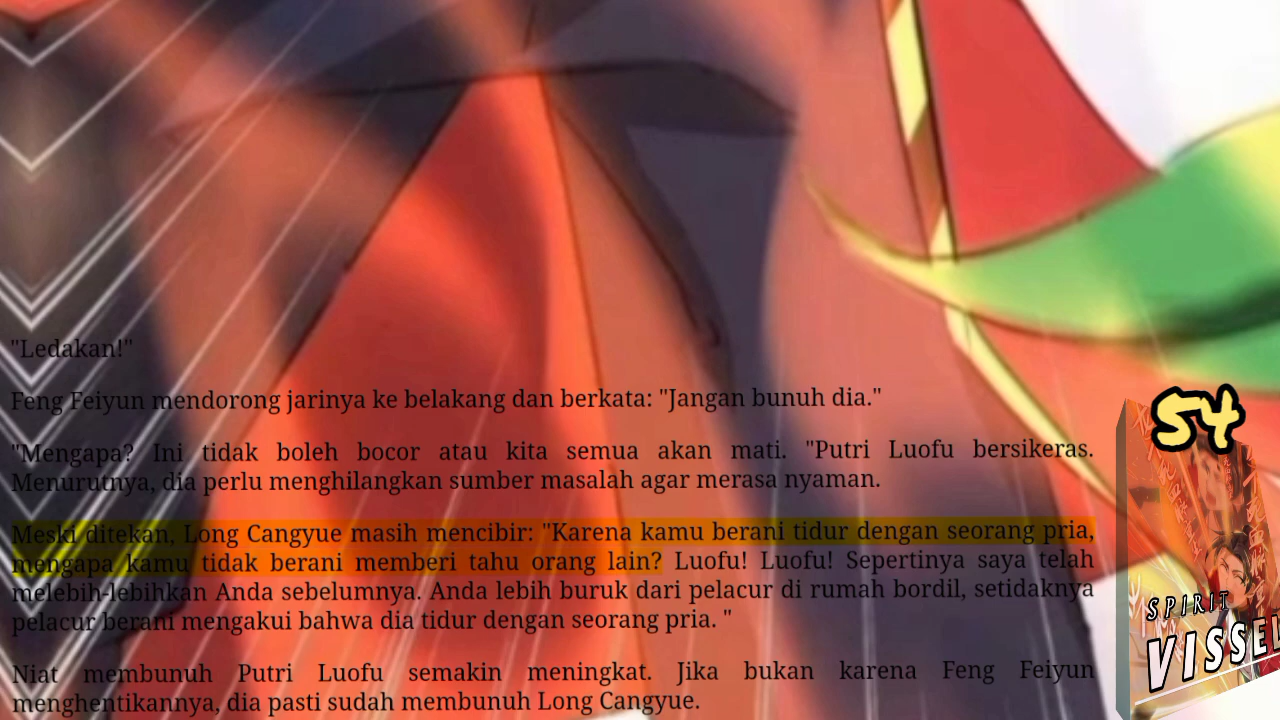 "Ledakan!"
Feng Feiyun mendorong jarinya ke belakang dan berkata: "Jangan bunuh dia."
"Mengapa? Ini tidak boleh bocor atau kita semua akan mati. "Putri Luofu bersikeras.
Menurutnya, dia perlu menghilangkan sumber masalah agar merasa nyaman.
Meski ditekan, Long Cangyue masih mencibir: "Karena kamu berani tidur dengan seorang pria,
mengapa kamu tidak berani memberi tahu orang lain? Luofu! Luofu! Sepertinya saya telah
melebih-lebihkan Anda sebelumnya. Anda lebih buruk dari pelacur di rumah bordil, setidaknya
pelacur berani mengakui bahwa dia tidur dengan seorang pria. "
Niat membunuh Putri Luofu semakin meningkat. Jika bukan karena Feng Feiyun
menghentikannya, dia pasti sudah membunuh Long Cangyue.
54
SPIRIT
VISSEL